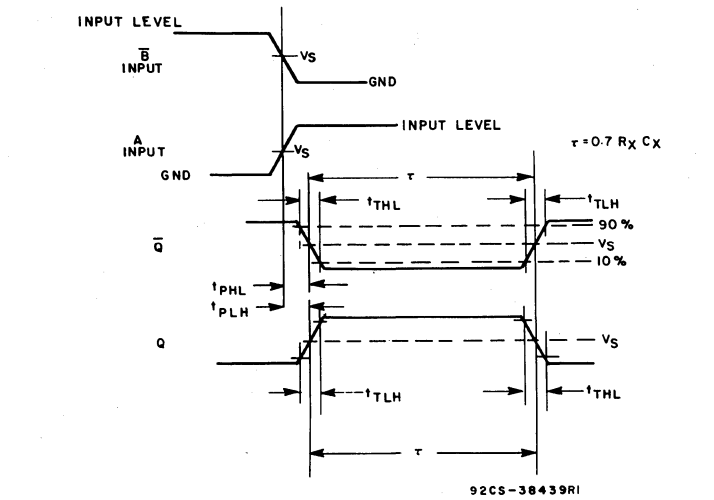 INPUT LEVEL
B̅
INPUT
VS
GND
A
INPUT
INPUT LEVEL
VS
GND
τ=0.7 RX CX
τ
tTHL
tTLH
90%
Q̅
VS
10%
tPHL
tPLH
Q
VS
tTLH
tTHL
τ
92CS-38439R1